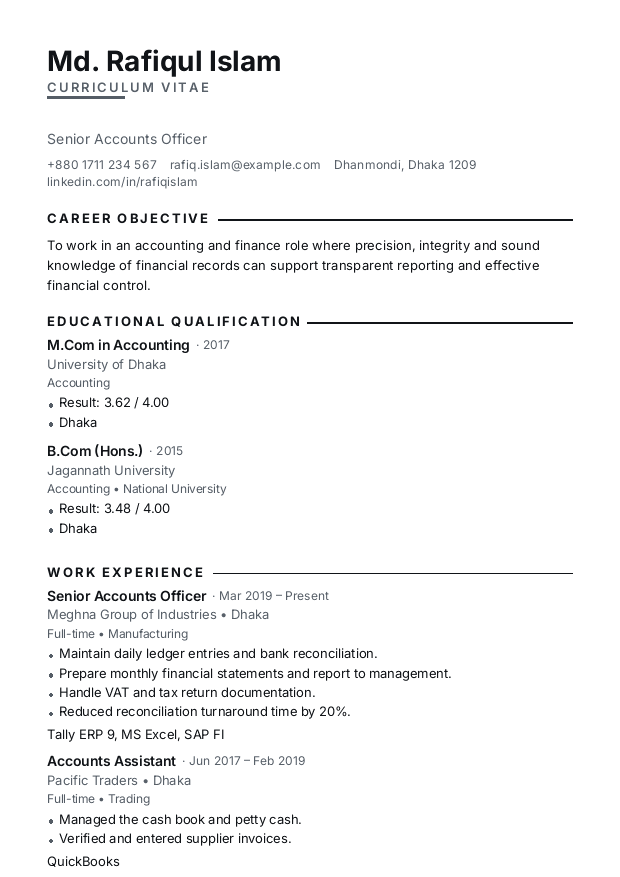 Md. Rafiqul Islam
CURRICULUM VITAE
Senior Accounts Officer
+880 1711 234 567 rafiq.islam@example.com Dhanmondi, Dhaka 1209
linkedin.com/in/rafiqislam
CAREER OBJECTIVE
To work in an accounting and finance role where precision, integrity and sound
knowledge of financial records can support transparent reporting and effective
financial control.
EDUCATIONAL QUALIFICATION
M.Com in Accounting · 2017
University of Dhaka
Accounting
• Result: 3.62 / 4.00
• Dhaka
B.Com (Hons.) · 2015
Jagannath University
Accounting • National University
• Result: 3.48 / 4.00
• Dhaka
WORK EXPERIENCE
Senior Accounts Officer · Mar 2019 – Present
Meghna Group of Industries • Dhaka
Full-time • Manufacturing
• Maintain daily ledger entries and bank reconciliation.
• Prepare monthly financial statements and report to management.
• Handle VAT and tax return documentation.
• Reduced reconciliation turnaround time by 20%.
Tally ERP 9, MS Excel, SAP FI
Accounts Assistant · Jun 2017 – Feb 2019
Pacific Traders • Dhaka
Full-time • Trading
• Managed the cash book and petty cash.
• Verified and entered supplier invoices.
QuickBooks